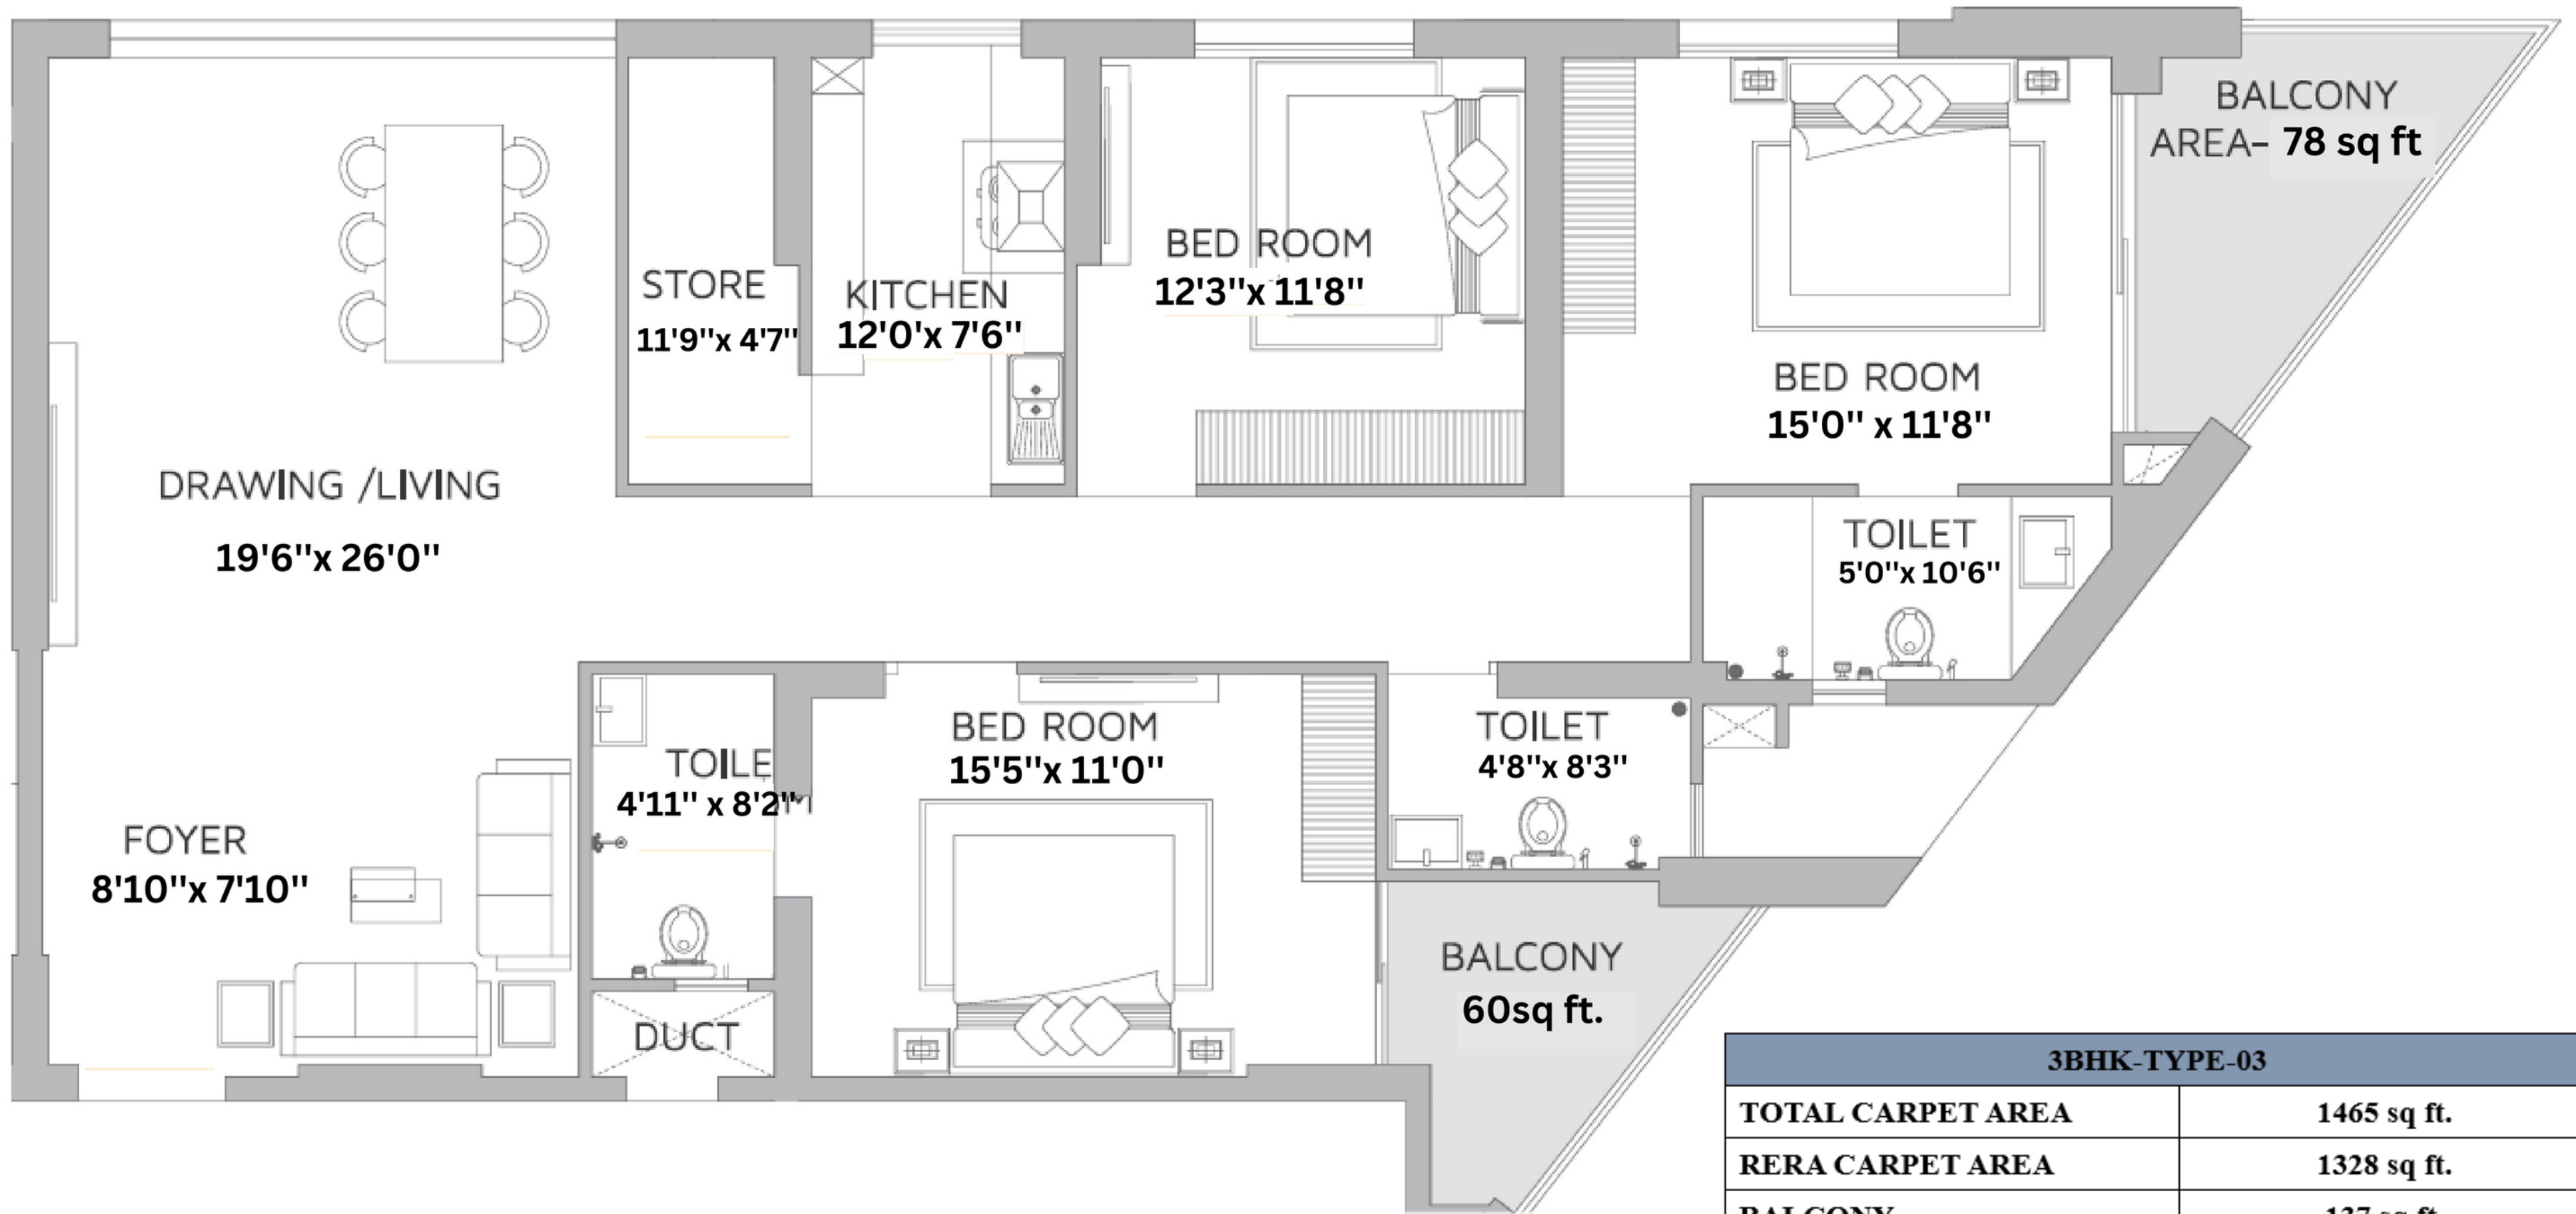 BALCONY
AREA- 78 sq ft
BED ROOM
12'3''x 11'8''
STORE
11'9''x 4'7''
KITCHEN
12'0'x 7'6''
BED ROOM
15'0'' x 11'8''
DRAWING /LIVING
19'6''x 26'0''
TOILET
5'0''x 10'6''
BED ROOM
15'5''x 11'0''
TOILET
4'8''x 8'3''
TOILE
4'11'' x 8'2''
FOYER
8'10''x 7'10''
BALCONY
60sq ft.
DUCT
3BHK-TYPE-03
TOTAL CARPET AREA 1465 sq ft.
RERA CARPET AREA 1328 sq ft.
BALCONY 137 sq ft